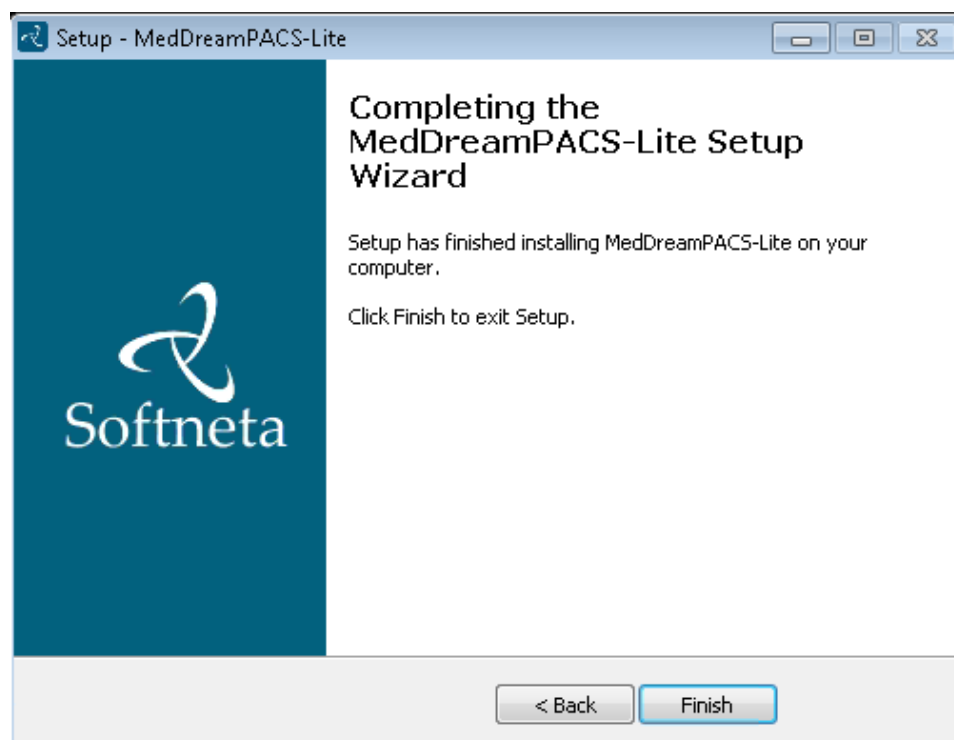 Setup - MedDreamPACS-Lite
Completing the
MedDreamPACS-Lite Setup
Wizard
Setup has finished installing MedDreamPACS-Lite on your
computer.
Click Finish to exit Setup.
Softneta
< Back
Finish